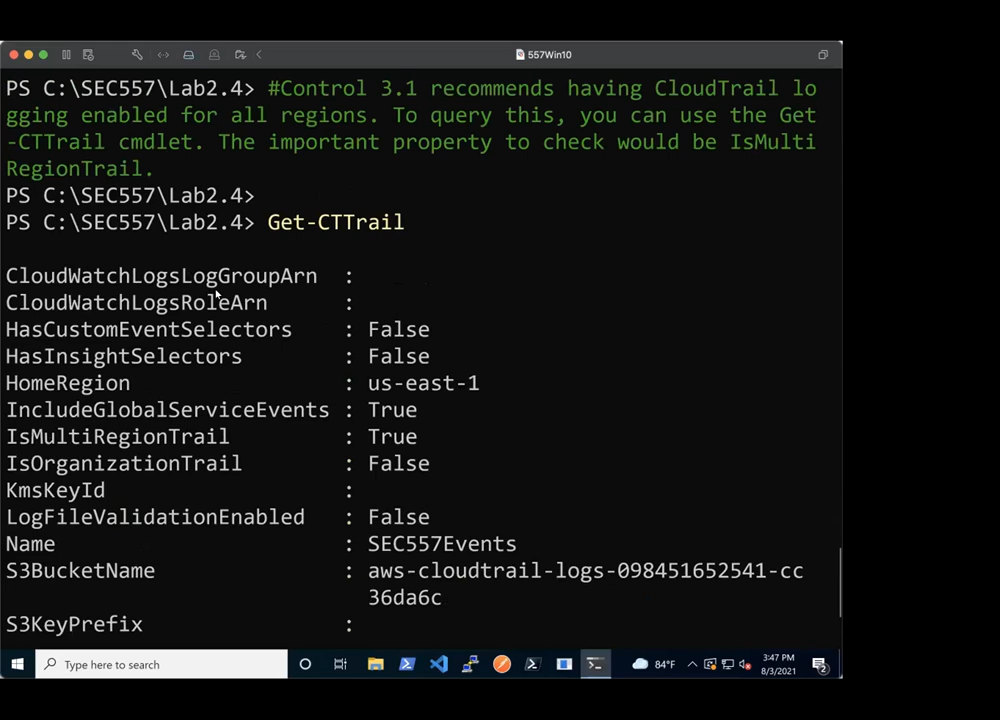 557Win10
PS C:\SEC557\Lab2.4> #Control 3.1 recommends having CloudTrail lo
gging enabled for all regions. To query this, you can use the Get
-CTTrail cmdlet. The important property to check would be IsMulti
RegionTrail.
PS C:\SEC557\Lab2.4>
PS C:\SEC557\Lab2.4> Get-CTTrail
CloudWatchLogsLogGroupArn :
CloudWatchLogsRoleArn :
HasCustomEventSelectors : False
HasInsightSelectors : False
HomeRegion : us-east-1
IncludeGlobalServiceEvents : True
IsMultiRegionTrail : True
IsOrganizationTrail : False
KmsKeyId :
LogFileValidationEnabled : False
Name : SEC557Events
S3BucketName : aws-cloudtrail-logs-098451652541-cc
36da6c
S3KeyPrefix :
Type here to search
84°F
3:47 PM
8/3/2021
2